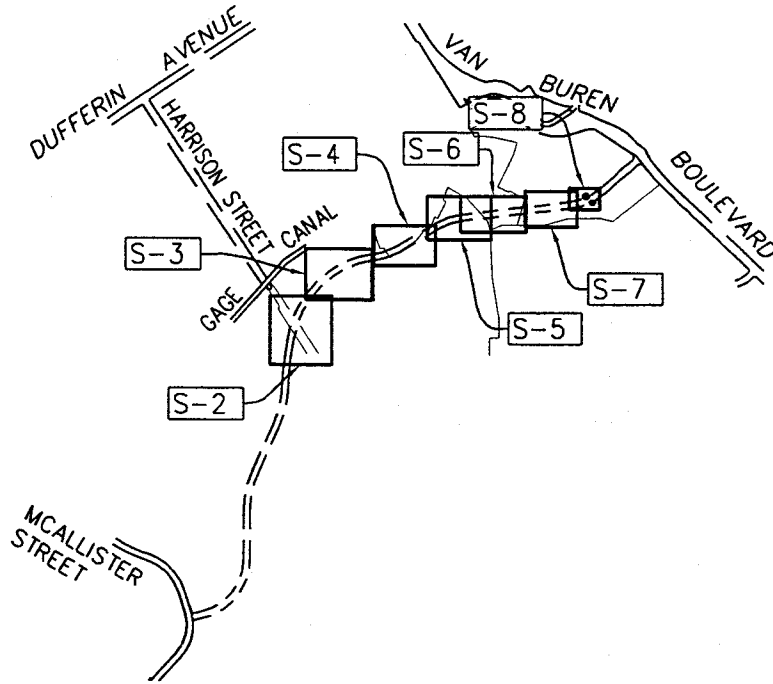 DUFFERIN AVENUE
HARRISON STREET
VAN BUREN BOULEVARD
S-8
S-6
S-4
S-3
GAGE CANAL
S-7
S-5
S-2
MCALLISTER
STREET